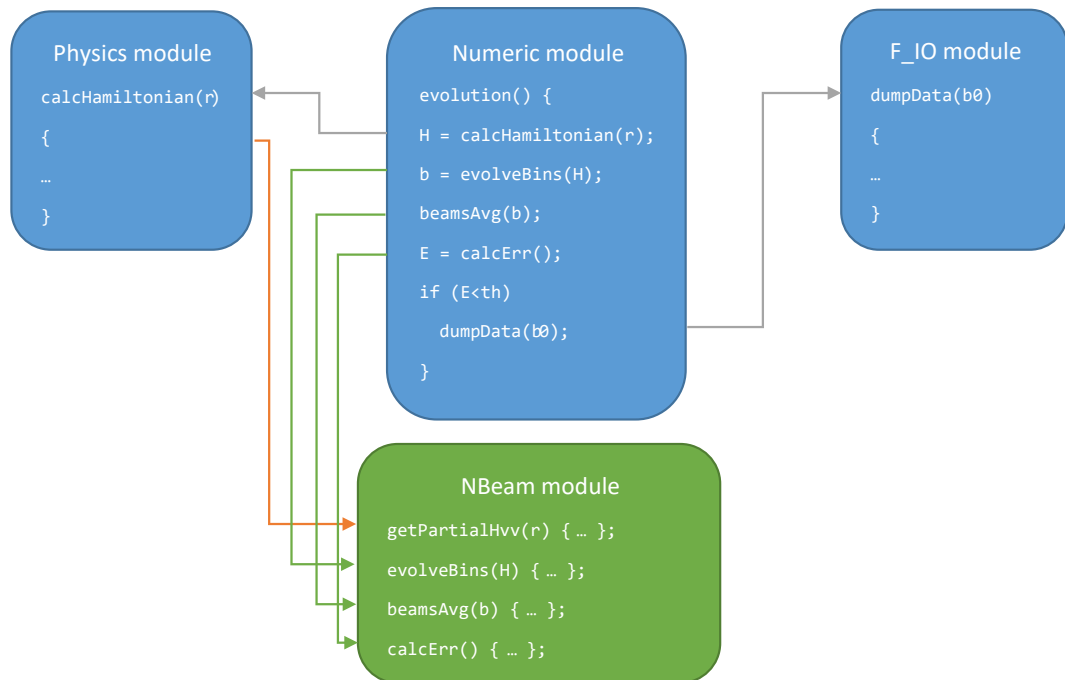 Physics module
calcHamiltonian(r)
{
…
}
Numeric module
evolution() {
H = calcHamiltonian(r);
b = evolveBins(H);
beamsAvg(b);
E = calcErr();
if (E<th)
dumpData(b0);
}
F_IO module
dumpData(b0)
{
…
}
NBeam module
getPartialHvv(r) { … };
evolveBins(H) { … };
beamsAvg(b) { … };
calcErr() { … };